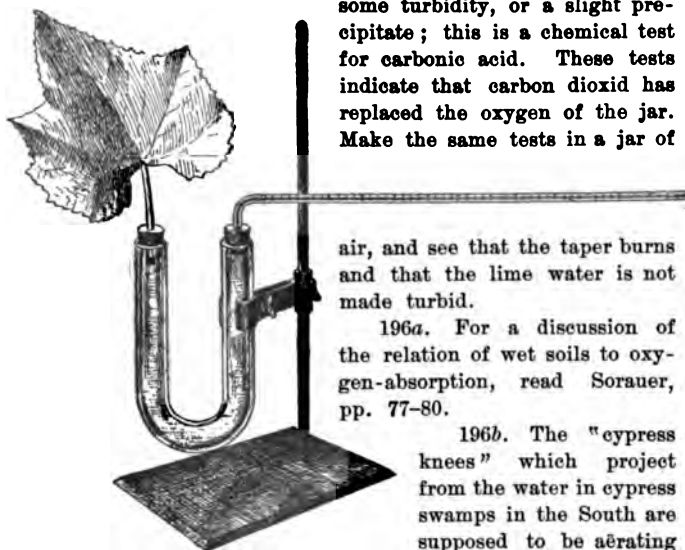 some turbidity, or a slight pre-
cipitate ; this is a chemical test
for carbonic acid. These tests
indicate that carbon dioxid has
replaced the oxygen of the jar.
Make the same tests in a jar of
air, and see that the taper burns
and that the lime water is not
made turbid.
196a. For a discussion of
the relation of wet soils to oxy-
gen-absorption, read Sorauer,
pp. 77–80.
196b. The "cypress
knees" which project
from the water in cypress
swamps in the South are
supposed to be aërating